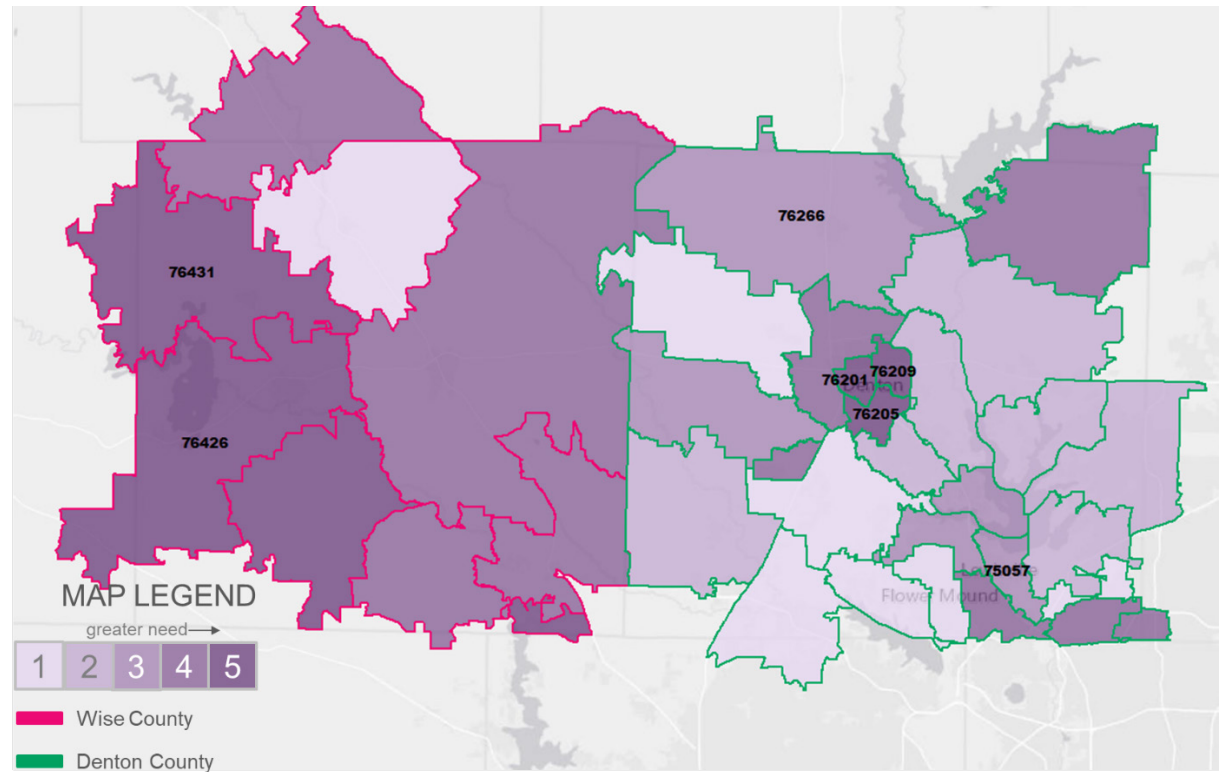 76266
76431
76201
76209
Denton
76205
76426
75057
Flower Mound
MAP LEGEND
greater need→
1 2 3 4 5
Wise County
Denton County